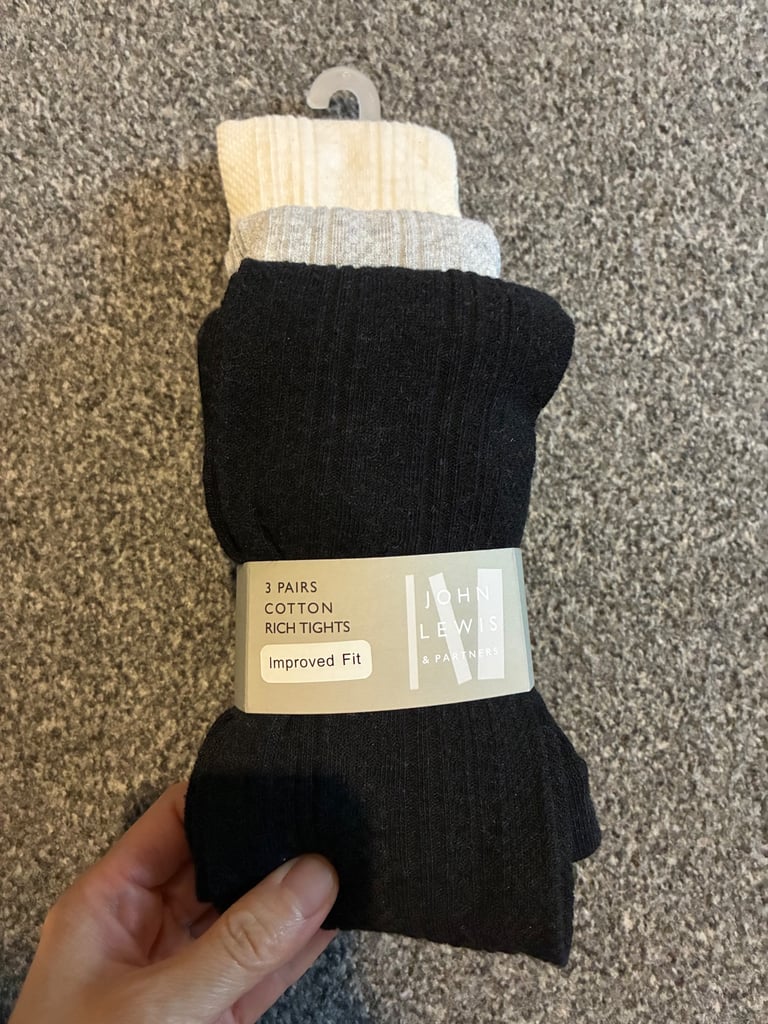 3 PAIRS
COTTON
RICH TIGHTS
Improved Fit
JOHN
LEWIS
& PARTNERS